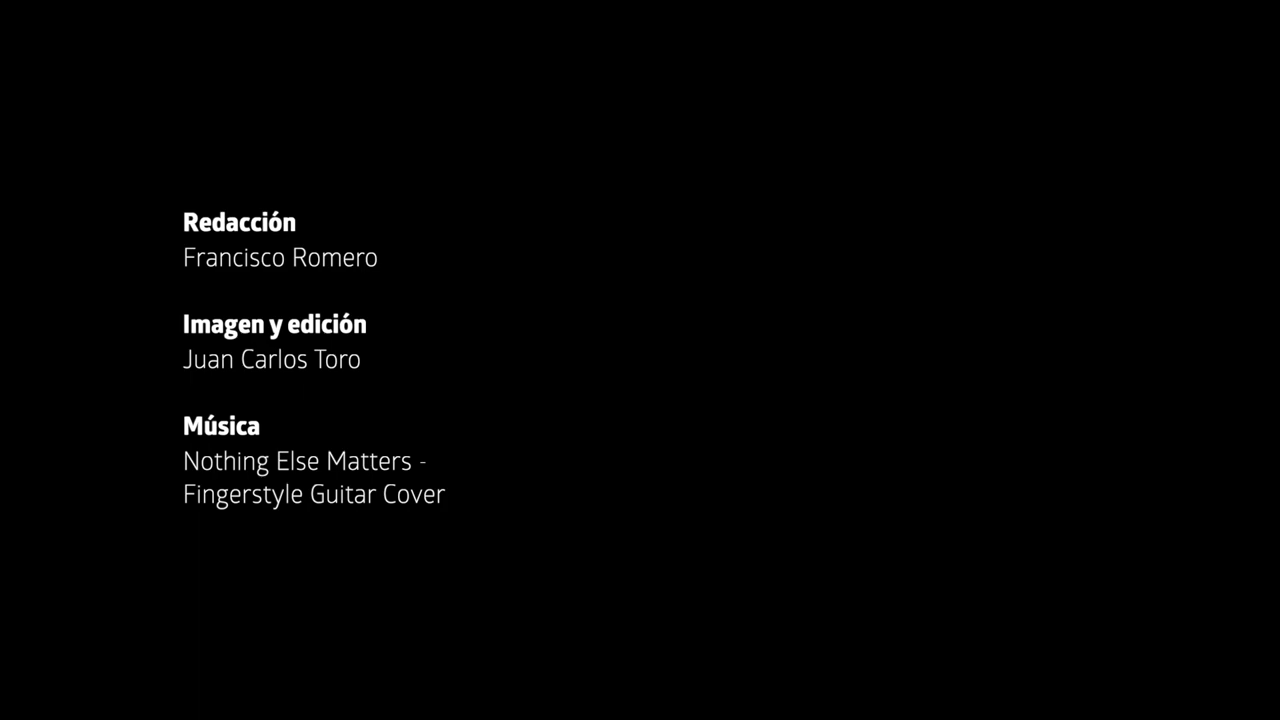 Redacción
Francisco Romero
Imagen y edición
Juan Carlos Toro
Música
Nothing Else Matters -
Fingerstyle Guitar Cover